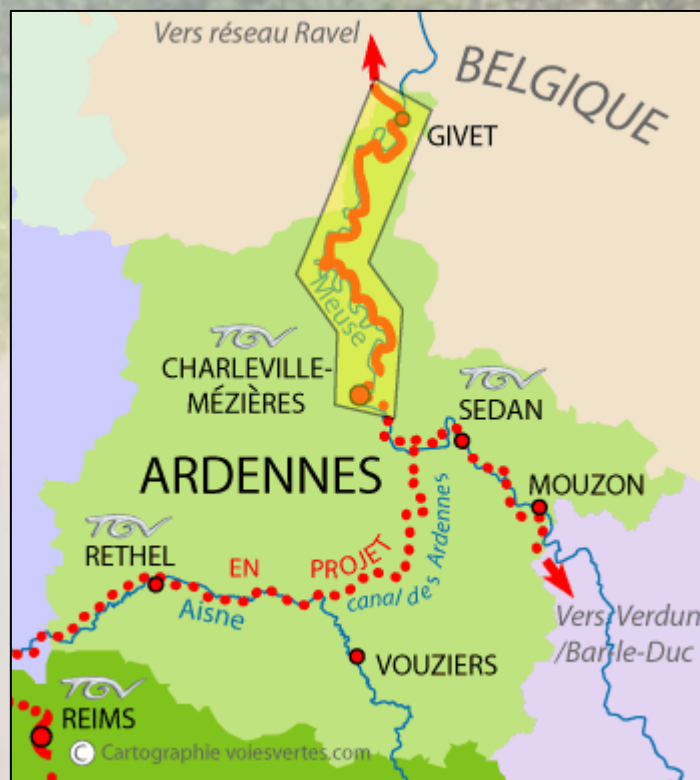 Vers réseau Ravel
BELGIQUE
GIVET
Meuse
TGV
CHARLEVILLE-
MÉZIÈRES
TGV
SEDAN
ARDENNES
MOUZON
TGV
RETHEL
EN PROJET
canal des Ardennes
Aisne
Vers Verdun
/Bar-le-Duc
VOUZIERS
TGV
REIMS
© Cartographie voiesvertes.com